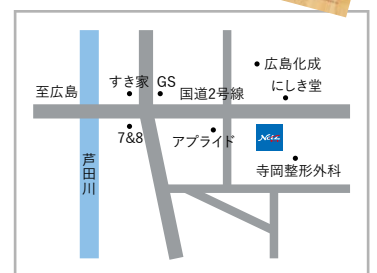 広島化成
すき家
GS
にしき堂
至広島
国道2号線
7&8
アプライド
Netz
芦田川
寺岡整形外科